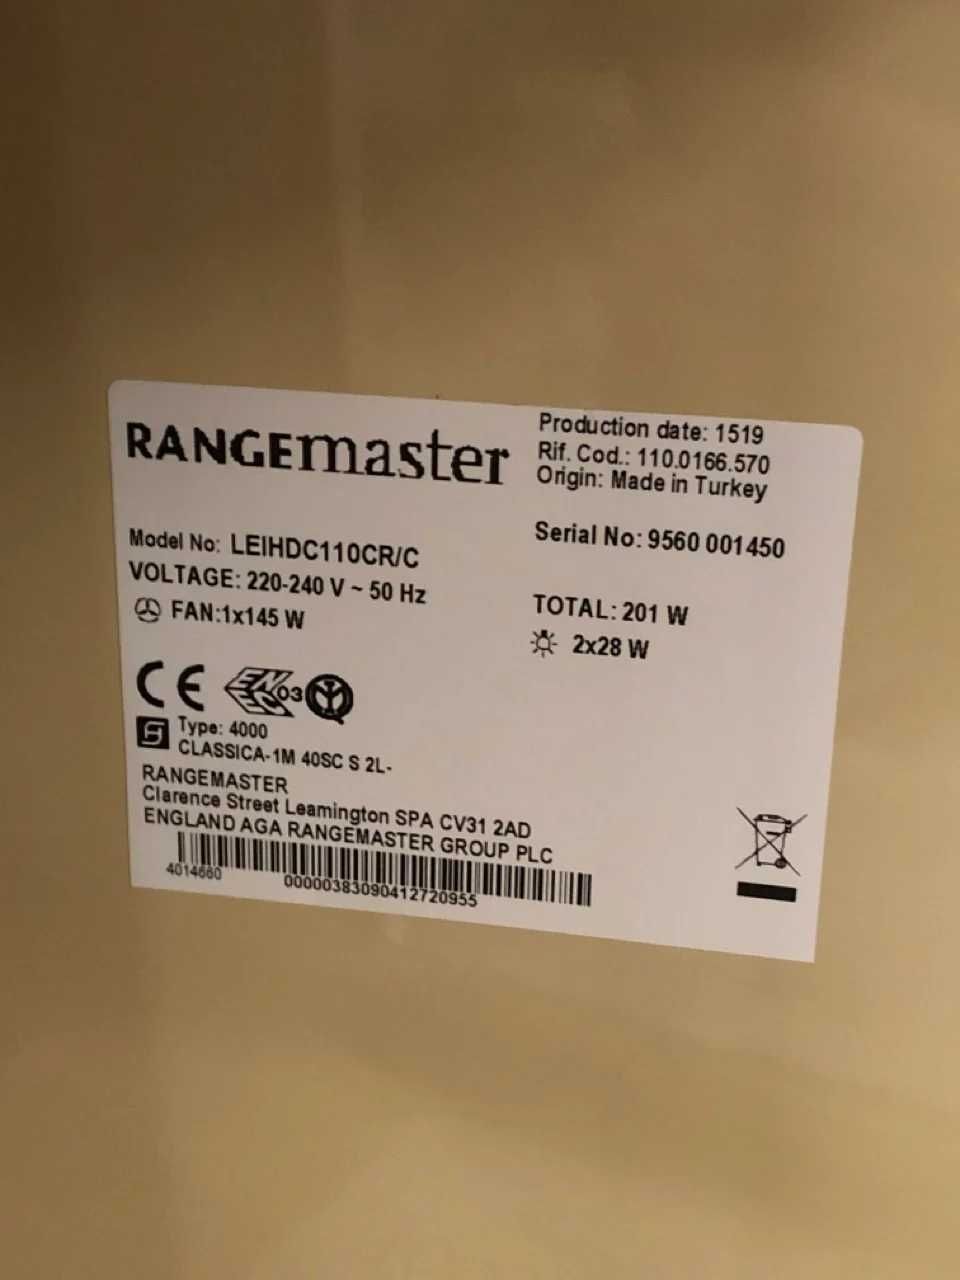 RANGEmaster
Production date: 1519
Rif. Cod.: 110.0166.570
Origin: Made in Turkey
Serial No: 9560 001450
Model No: LEIHDC110CR/C
VOLTAGE: 220-240 V ~ 50 Hz
FAN:1x145 W
TOTAL: 201 W
2x28 W
CE
03
Type: 4000
CLASSICA-1M 40SC S 2L-
RANGEMASTER
Clarence Street Leamington SPA CV31 2AD
ENGLAND AGA RANGEMASTER GROUP PLC
4014660
00000383090412720955